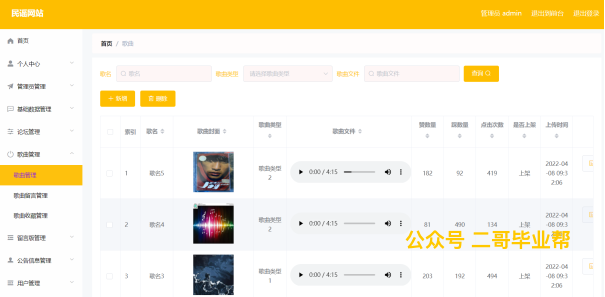 民谣网站
管理员 admin 退出到前台 退出登录
首页
首页 / 歌曲
个人中心
管理员管理
基础数据管理
论坛管理
歌曲管理
歌曲管理
歌曲留言管理
歌曲收藏管理
留言版管理
公告信息管理
用户管理
歌名 歌名 歌曲类型 请选择歌曲类型 歌曲文件 歌曲文件 查询
+ 新增 删除
索引 歌名 歌曲封面 歌曲类型 歌曲文件 赞数量 踩数量 点击次数 是否上架 上传时间
1 歌名5 歌曲类型2 0:00 / 4:15 182 92 419 上架 2022-04-08 09:32:06
2 歌名4 歌曲类型2 0:00 / 4:15 81 490 134 上架 2022-04-08 09:32:06
3 歌名3 歌曲类型1 0:00 / 4:15 203 192 494 上架 2022-04-08 09:3
公众号 二哥毕业帮